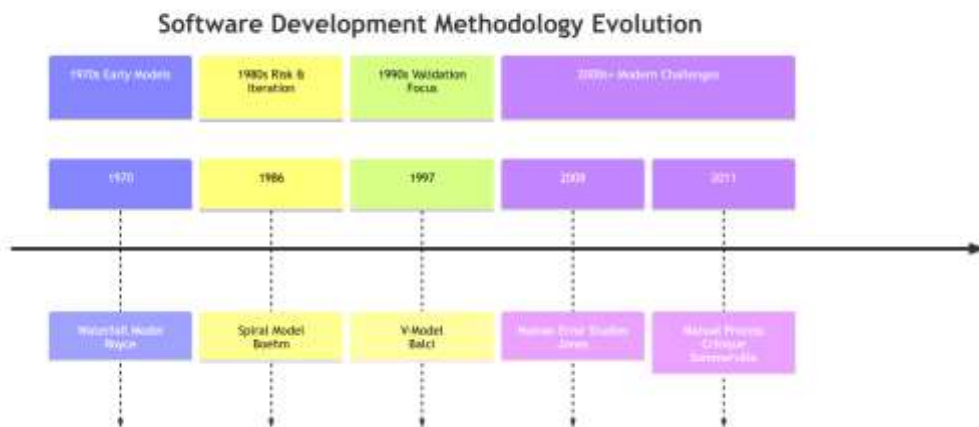 Software Development Methodology Evolution
1970s Early Models
1980s Risk &
Iteration
1990s Validation
Focus
2000s+ Modern Challenges
1970
1986
1997
2008
2011
Waterfall Model
Royce
Spiral Model
Boehm
V-Model
Balci
Human Error Studies
Jones
Manual Process
Critique
Sommerville